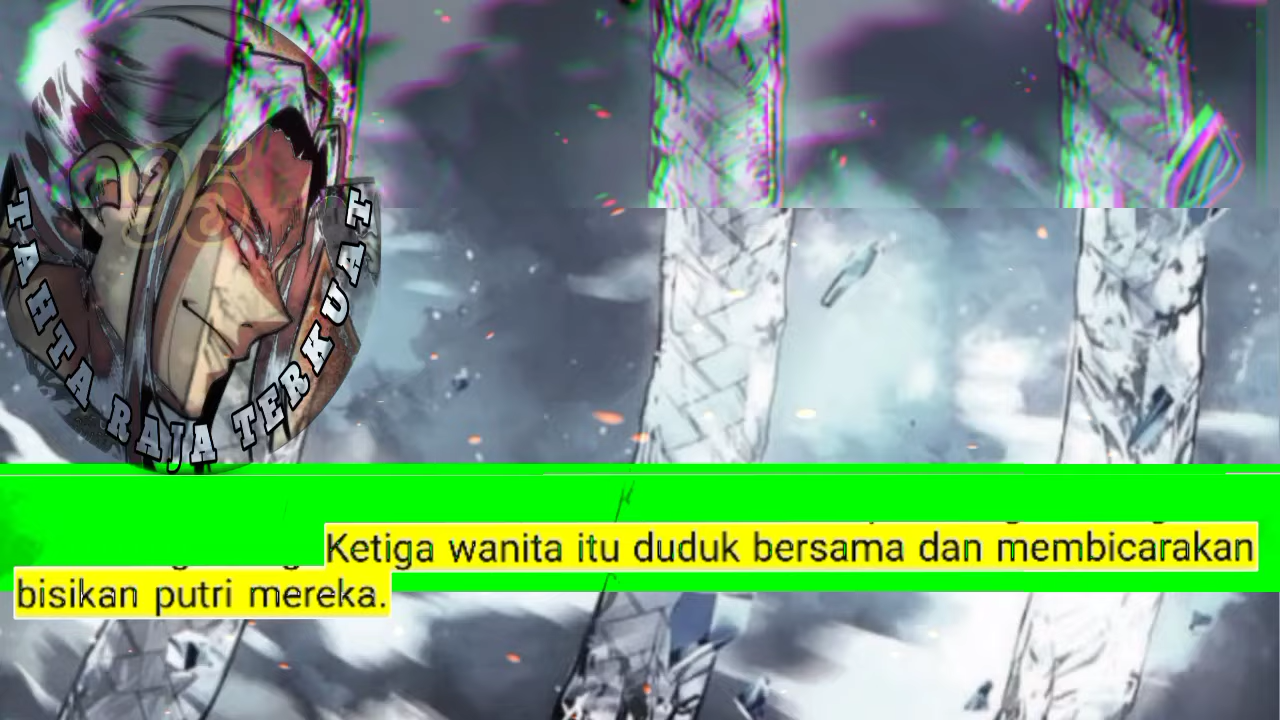 TAHTA RAJA TERKUAT
Ketiga wanita itu duduk bersama dan membicarakan
bisikan putri mereka.